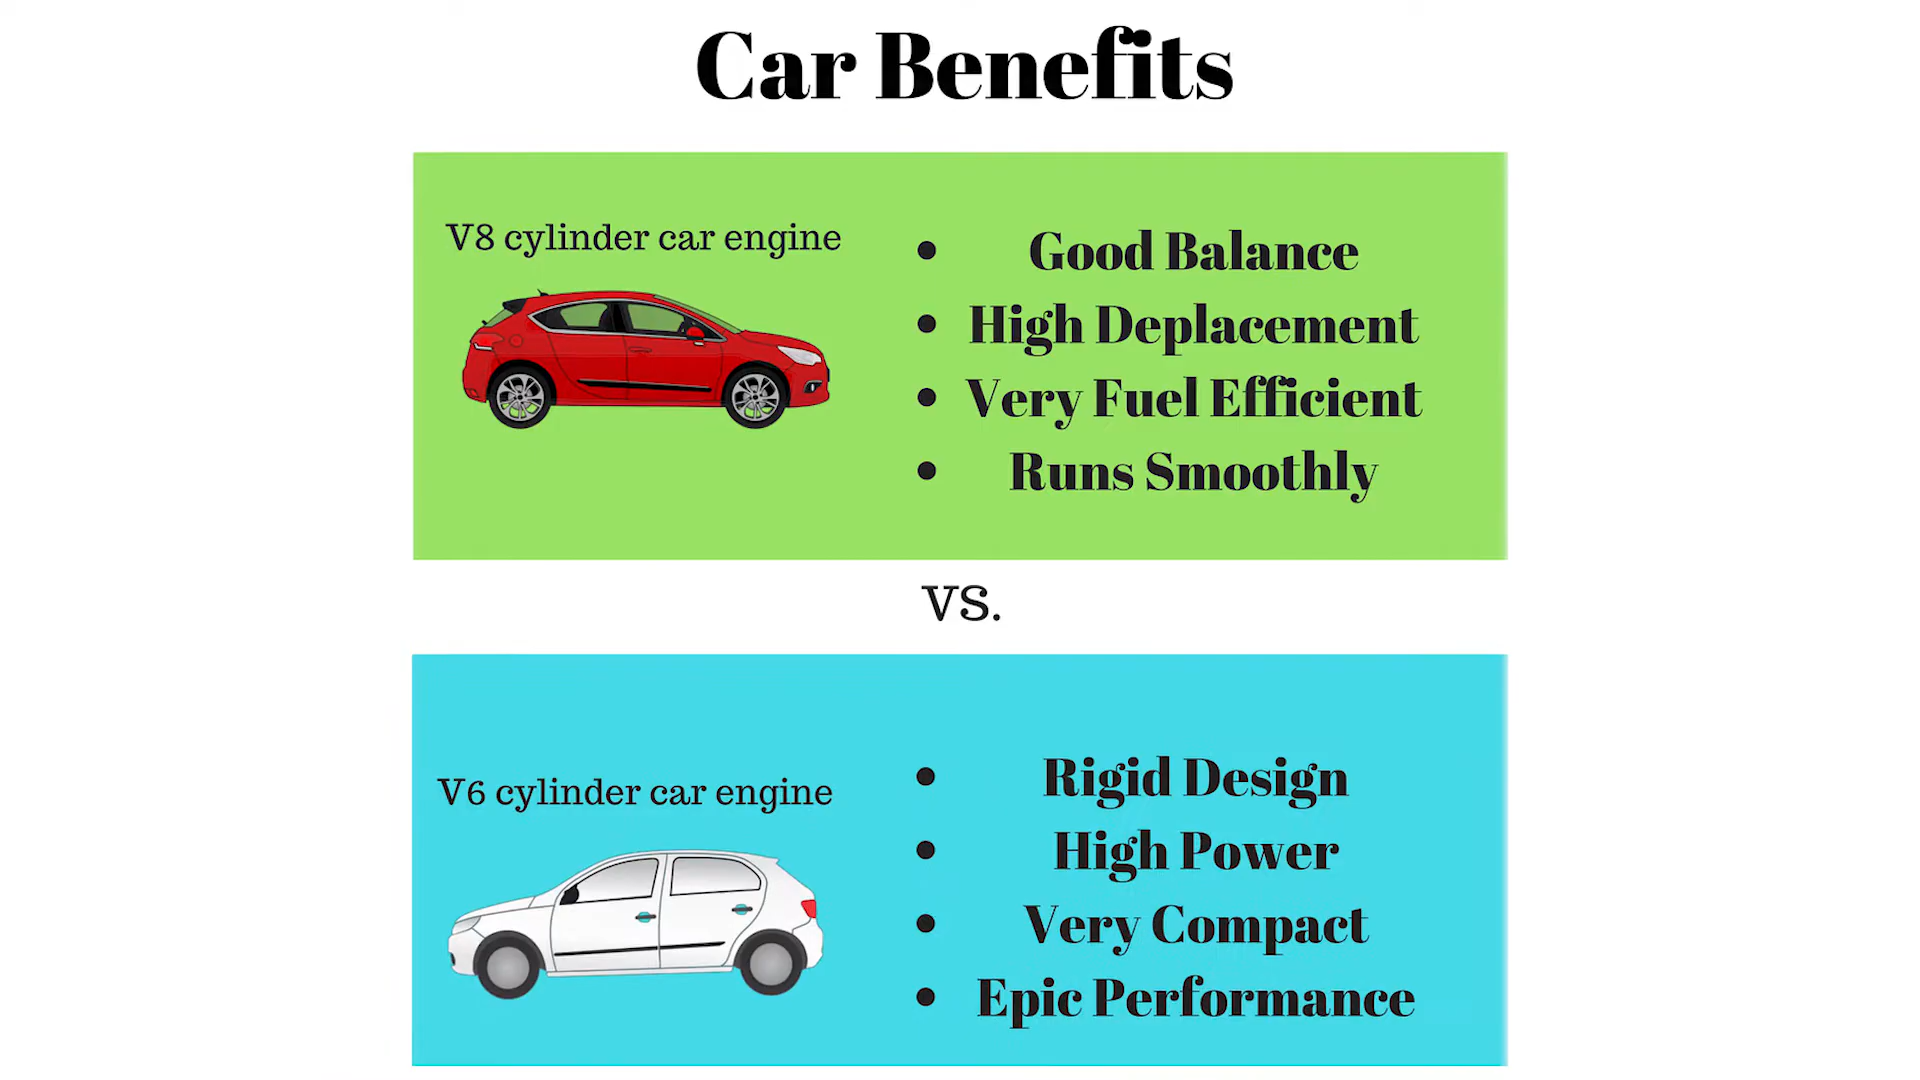 Car Benefits
V8 cylinder car engine
• Good Balance
• High Deplacement
• Very Fuel Efficient
• Runs Smoothly
vs.
V6 cylinder car engine
• Rigid Design
• High Power
• Very Compact
• Epic Performance